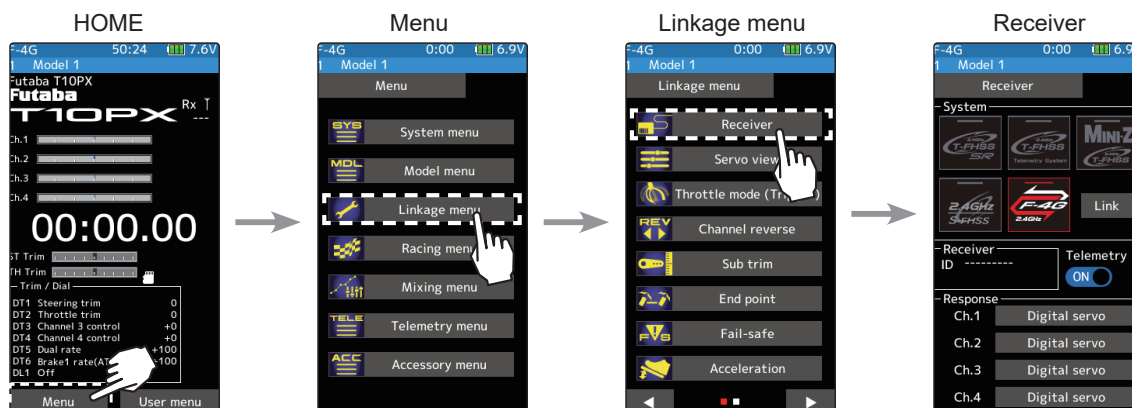 HOME
F-4G 50:24 7.6V
1 Model 1
Futaba T10PX
Futaba
T10PX
Rx
---
Ch.1
Ch.2
Ch.3
Ch.4
00:00.00
ST Trim
TH Trim
Trim / Dial
DT1 Steering trim 0
DT2 Throttle trim 0
DT3 Channel 3 control +0
DT4 Channel 4 control +0
DT5 Dual rate +100
DT6 Brake1 rate(AT -100
DL1 Off
Menu User menu
Menu
F-4G 0:00 6.9V
1 Model 1
Menu
SYS System menu
MDL Model menu
Linkage menu
Racing menu
Mixing menu
TELE Telemetry menu
ACC Accessory menu
Linkage menu
F-4G 0:00 6.9V
1 Model 1
Linkage menu
Receiver
Servo view
Throttle mode (Tr )
REV Channel reverse
Sub trim
End point
F/S Fail-safe
Acceleration
Receiver
F-4G 0:00 6.9
1 Model 1
Receiver
System
2.4GHz T-FHSS SR
T-FHSS Telemetry System
MINI-Z T-FHSS
2.4GHz S-FHSS
F-4G 2.4GHz
Link
Receiver
ID ---------
Telemetry
ON
Response
Ch.1 Digital servo
Ch.2 Digital servo
Ch.3 Digital servo
Ch.4 Digital servo